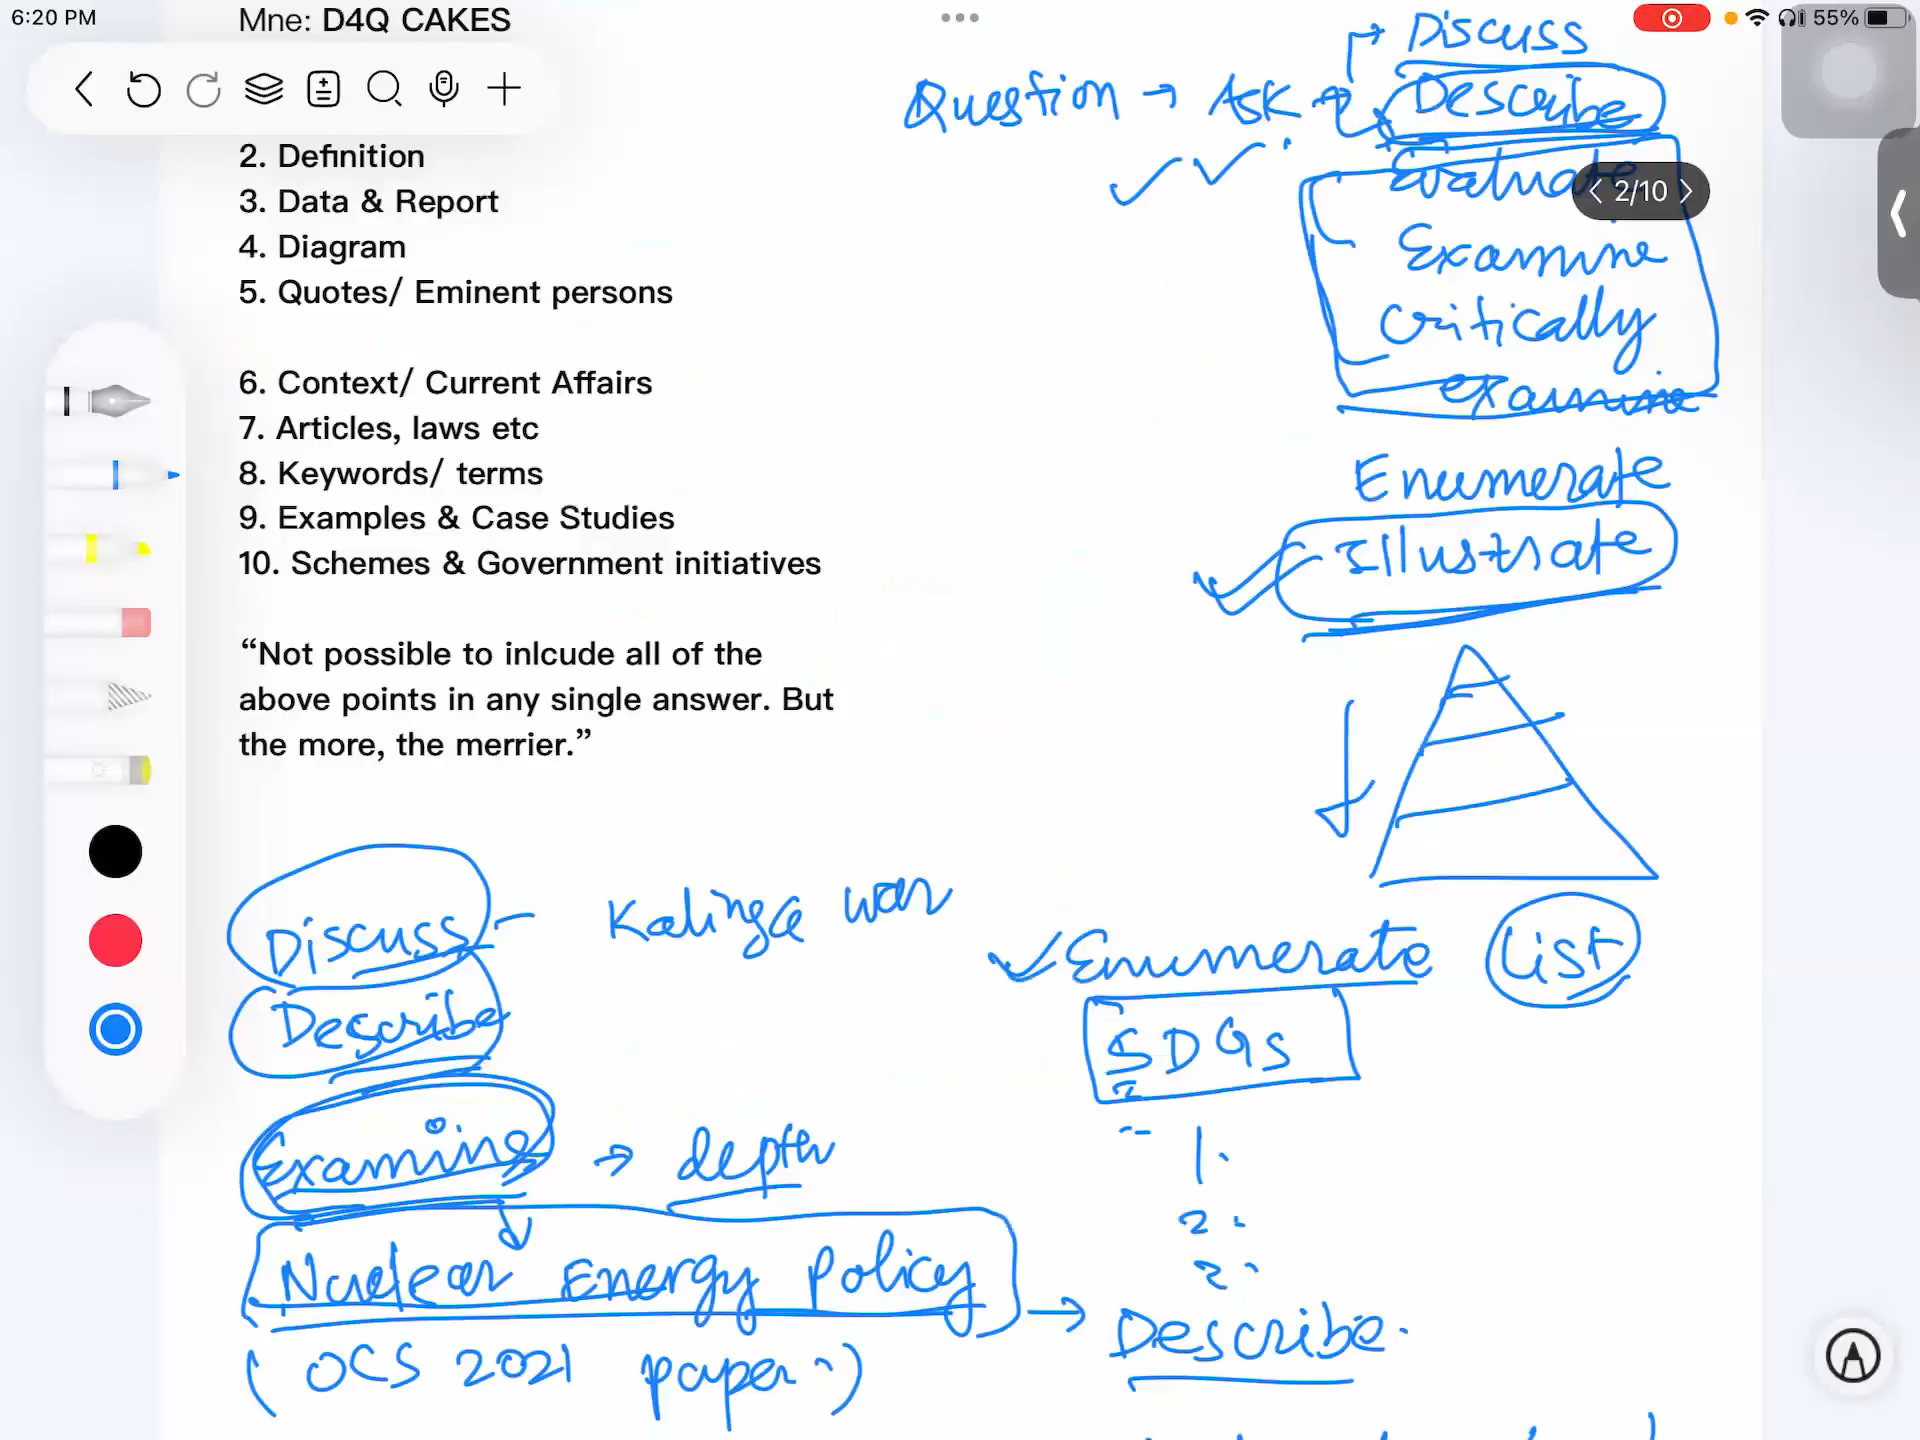 6:20 PM
55%
Mne: D4Q CAKES
2. Definition
3. Data & Report
4. Diagram
5. Quotes/ Eminent persons
6. Context/ Current Affairs
7. Articles, laws etc
8. Keywords/ terms
9. Examples & Case Studies
10. Schemes & Government initiatives
“Not possible to inlcude all of the
above points in any single answer. But
the more, the merrier.”
Discuss
Question → Ask → Describe
Evaluate
2/10
Examine
critically
examine
Enumerate
Illustrate
Discuss - Kalinga war
Describe
Examine → depth
Nuclear Energy Policy →
(OCS 2021 paper)
Enumerate List
SDGs
1.
2.
2.
Describe.